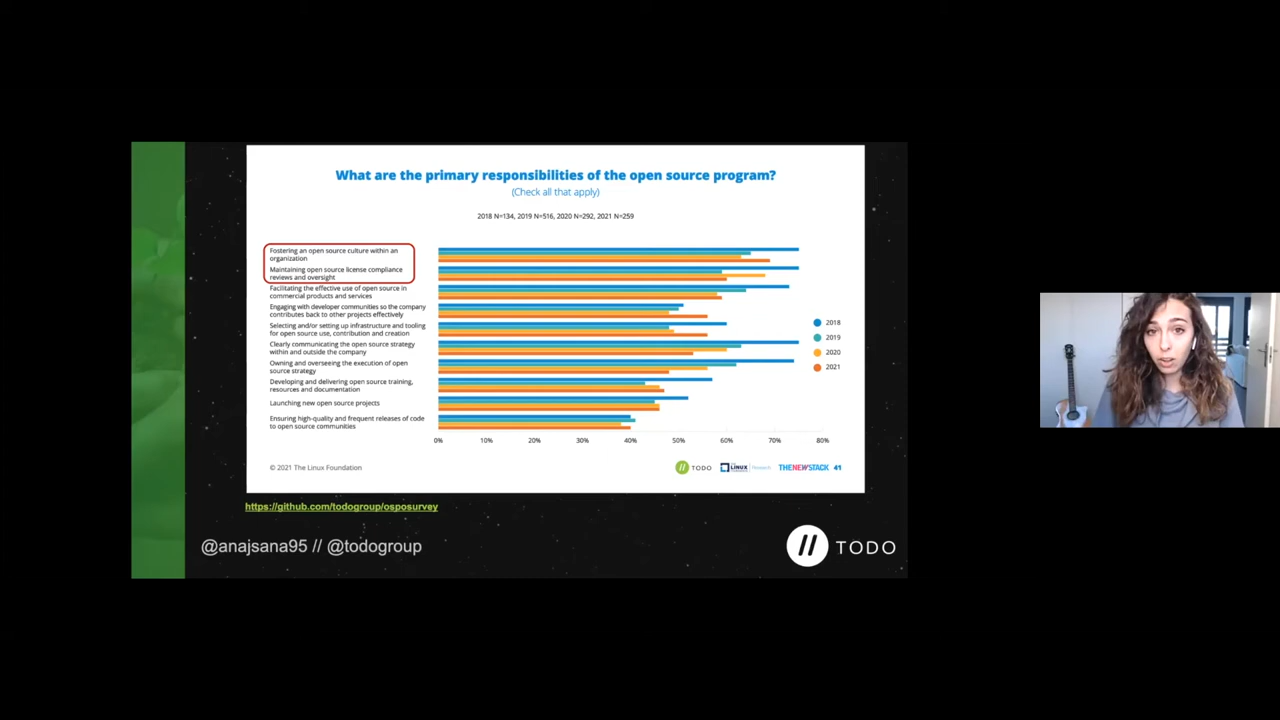 What are the primary responsibilities of the open source program?
(Check all that apply)
2018 N=134, 2019 N=516, 2020 N=292, 2021 N=259
Fostering an open source culture within an
organization
Maintaining open source license compliance
reviews and oversight
Facilitating the effective use of open source in
commercial products and services
Engaging with developer communities so the company
contributes back to other projects effectively
Selecting and/or setting up infrastructure and tooling
for open source use, contribution and creation
Clearly communicating the open source strategy
within and outside the company
Owning and overseeing the execution of open
source strategy
Developing and delivering open source training,
resources and documentation
Launching new open source projects
Ensuring high-quality and frequent releases of code
to open source communities
2018
2019
2020
2021
0% 10% 20% 30% 40% 50% 60% 70% 80%
© 2021 The Linux Foundation
TODO LINUX Research THENEWSTACK 41
https://github.com/todogroup/osposurvey
@anajsana95 // @todogroup
TODO